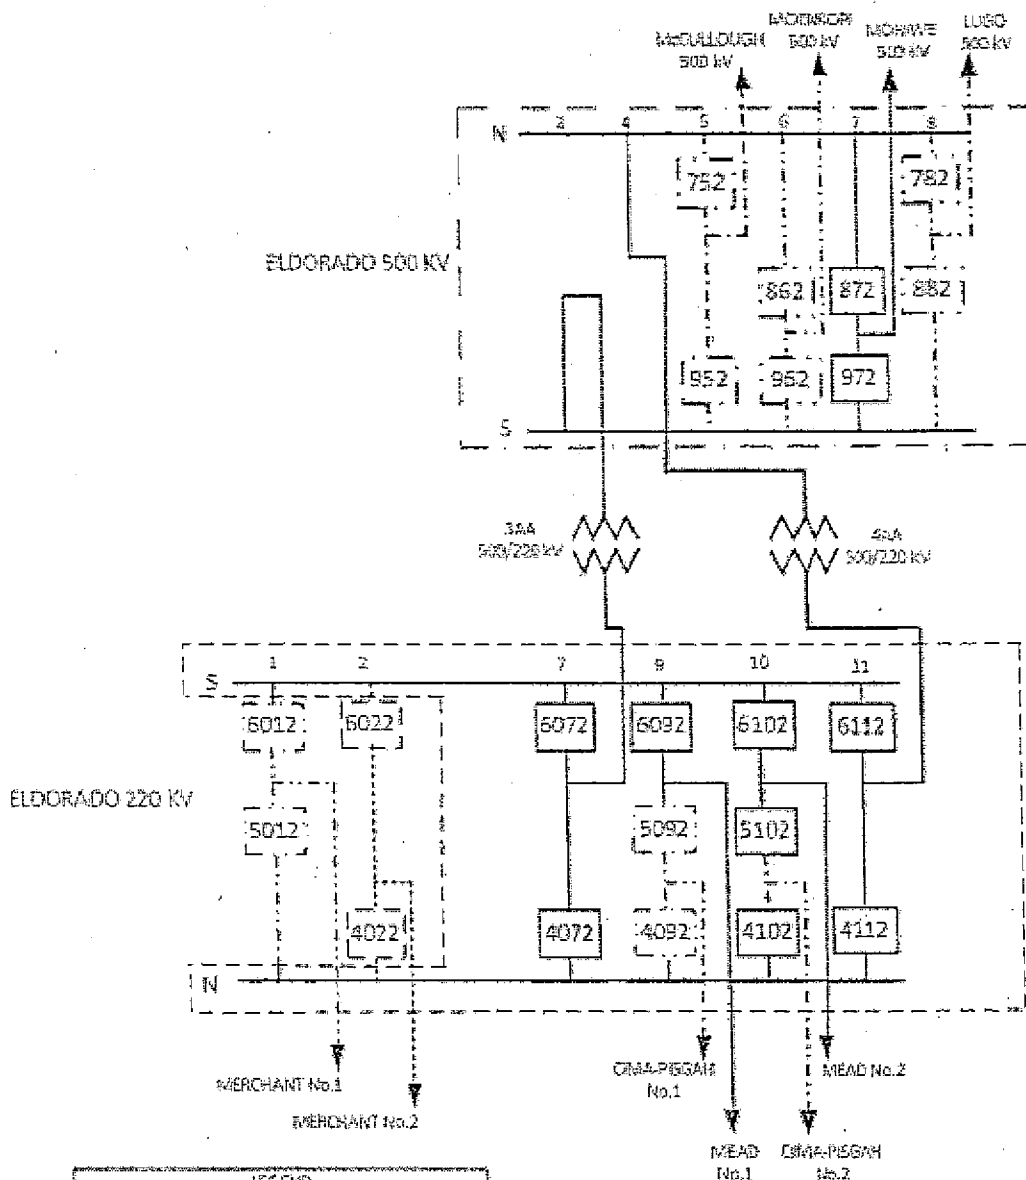 McCULLOUGH
500 kV
MOENKOPI
500 kV
MOHAVE
500 kV
LUGO
500 kV
N
3
4
5
6
7
8
752
782
ELDORADO 500 KV
862
872
882
952
962
972
S
3AA
500/220 kV
4AA
500/220 kV
1
2
7
9
10
11
S
6012
6022
6072
6092
6102
6112
ELDORADO 220 KV
5012
5092
5102
4022
4072
4092
4102
4112
N
MERCHANT No.1
MERCHANT No.2
CIMA-PISGAH
No.1
MEAD No.2
MEAD
No.1
CIMA-PISGAH
No.2
LEGEND